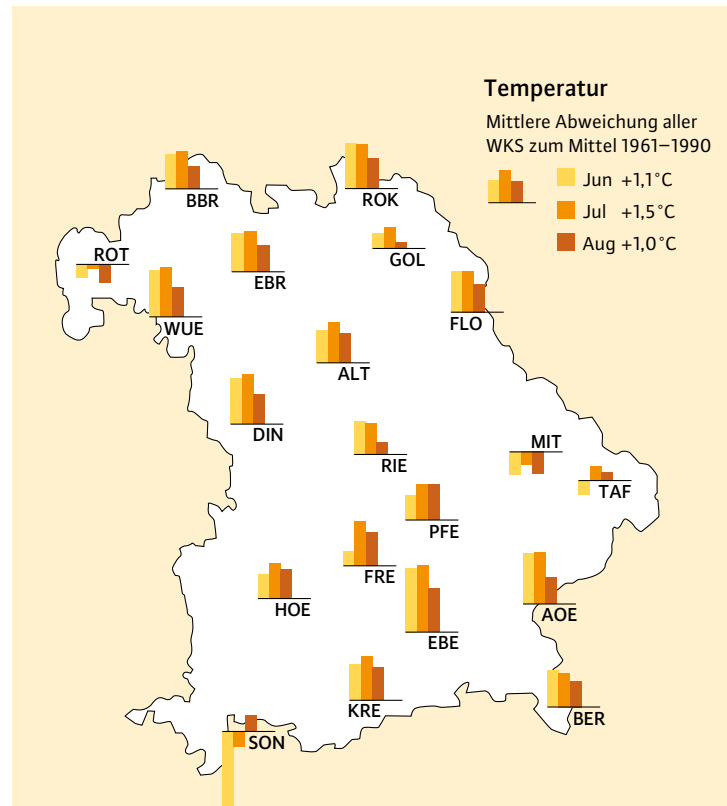 Temperatur
Mittlere Abweichung aller
WKS zum Mittel 1961–1990
Jun +1,1°C
Jul +1,5°C
Aug +1,0°C
BBR
ROK
ROT
EBR
GOL
WUE
FLO
ALT
DIN
RIE
MIT
TAF
PFE
FRE
HOE
AOE
EBE
KRE
BER
SON